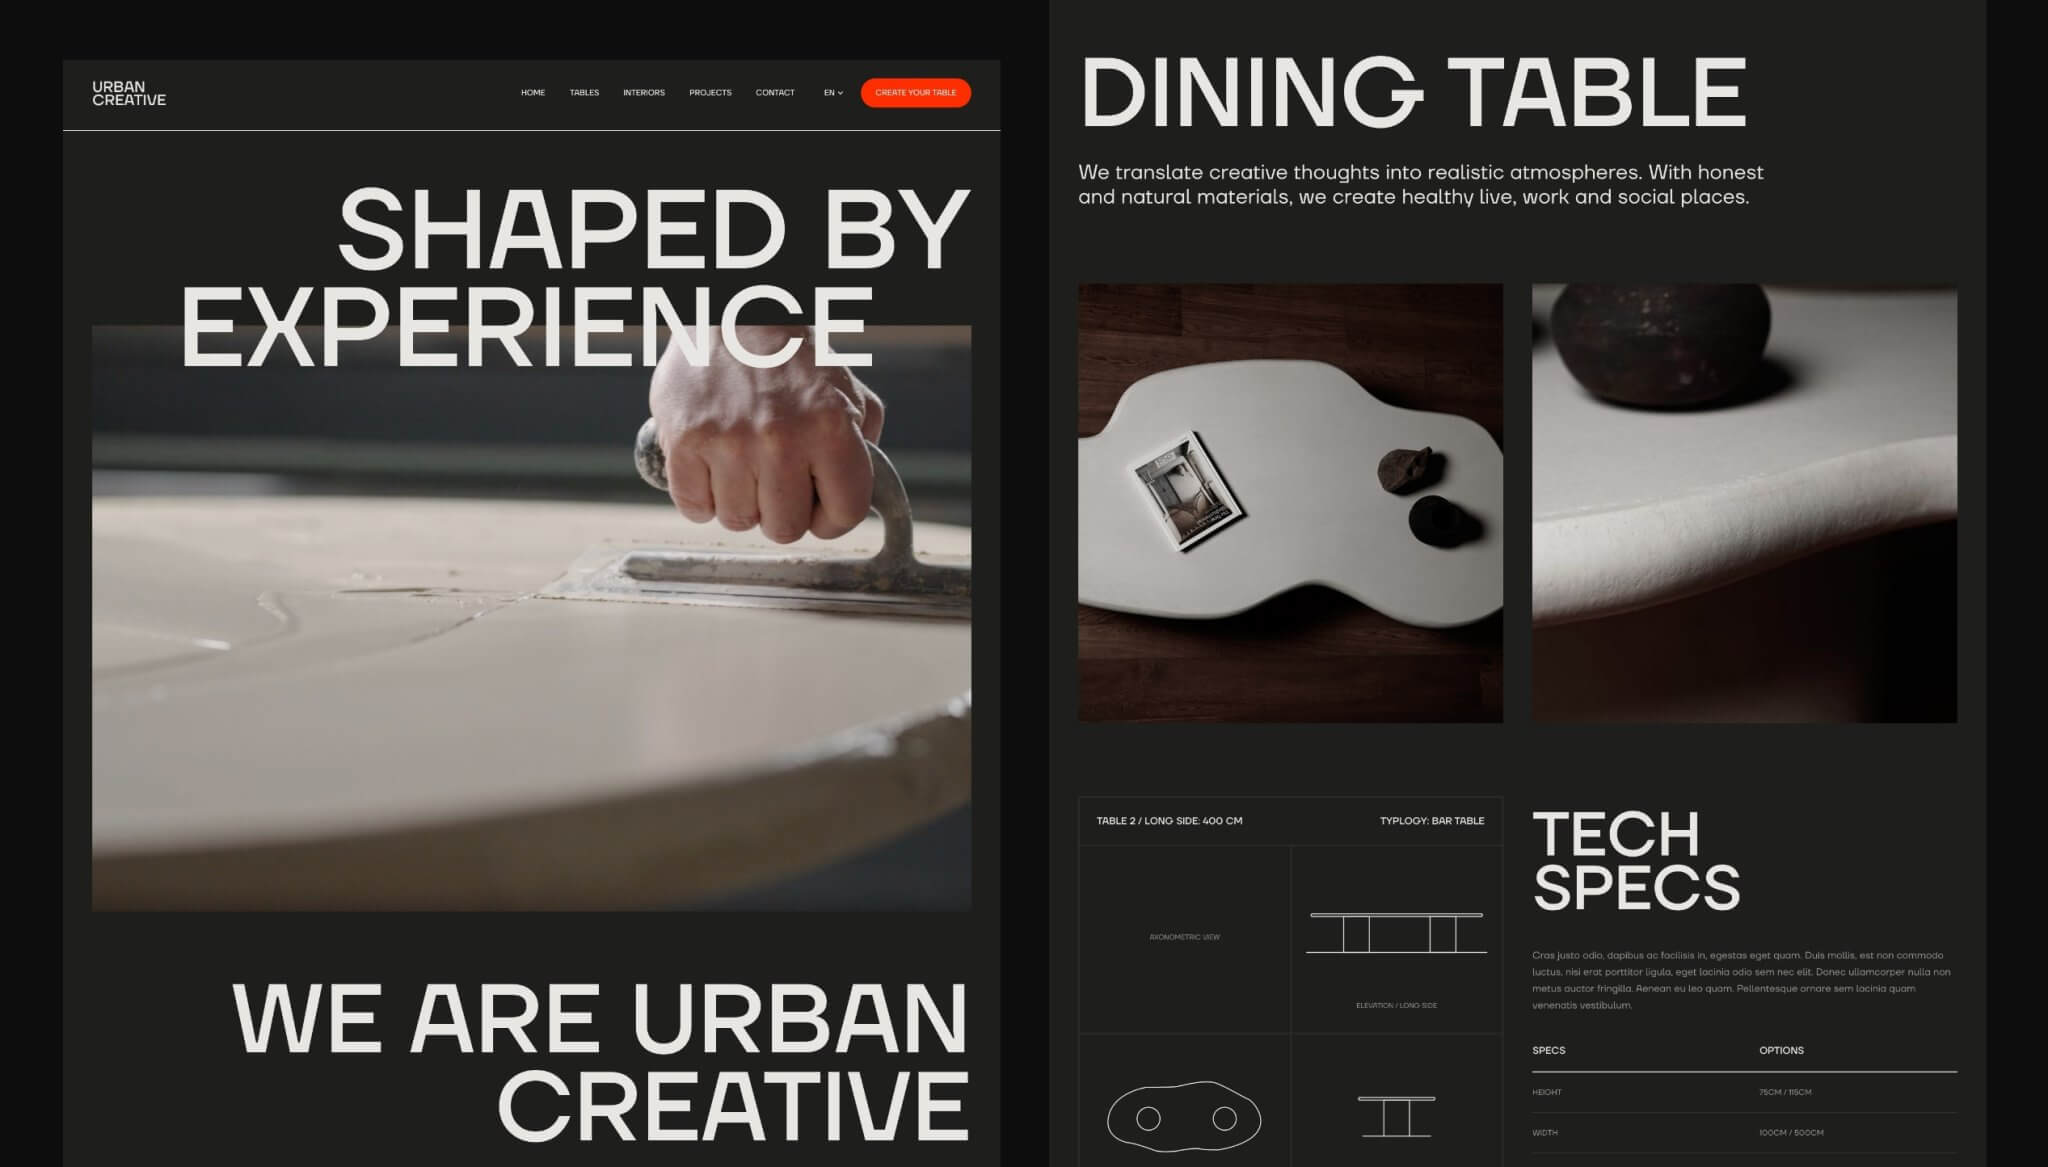 URBAN
CREATIVE
HOME TABLES INTERIORS PROJECTS CONTACT EN CREATE YOUR TABLE
SHAPED BY
EXPERIENCE
WE ARE URBAN
CREATIVE
DINING TABLE
We translate creative thoughts into realistic atmospheres. With honest
and natural materials, we create healthy live, work and social places.
TABLE 2 / LONG SIDE: 400 CM TYPLOGY: BAR TABLE
AXONOMETRIC VIEW
ELEVATION / LONG SIDE
TECH
SPECS
Cras justo odio, dapibus ac facilisis in, egestas eget quam. Duis mollis, est non commodo
luctus, nisi erat porttitor ligula, eget lacinia odio sem nec elit. Donec ullamcorper nulla non
metus auctor fringilla. Aenean eu leo quam. Pellentesque ornare sem lacinia quam
venenatis vestibulum.
SPECS OPTIONS
HEIGHT 75CM / 115CM
WIDTH 100CM / 500CM